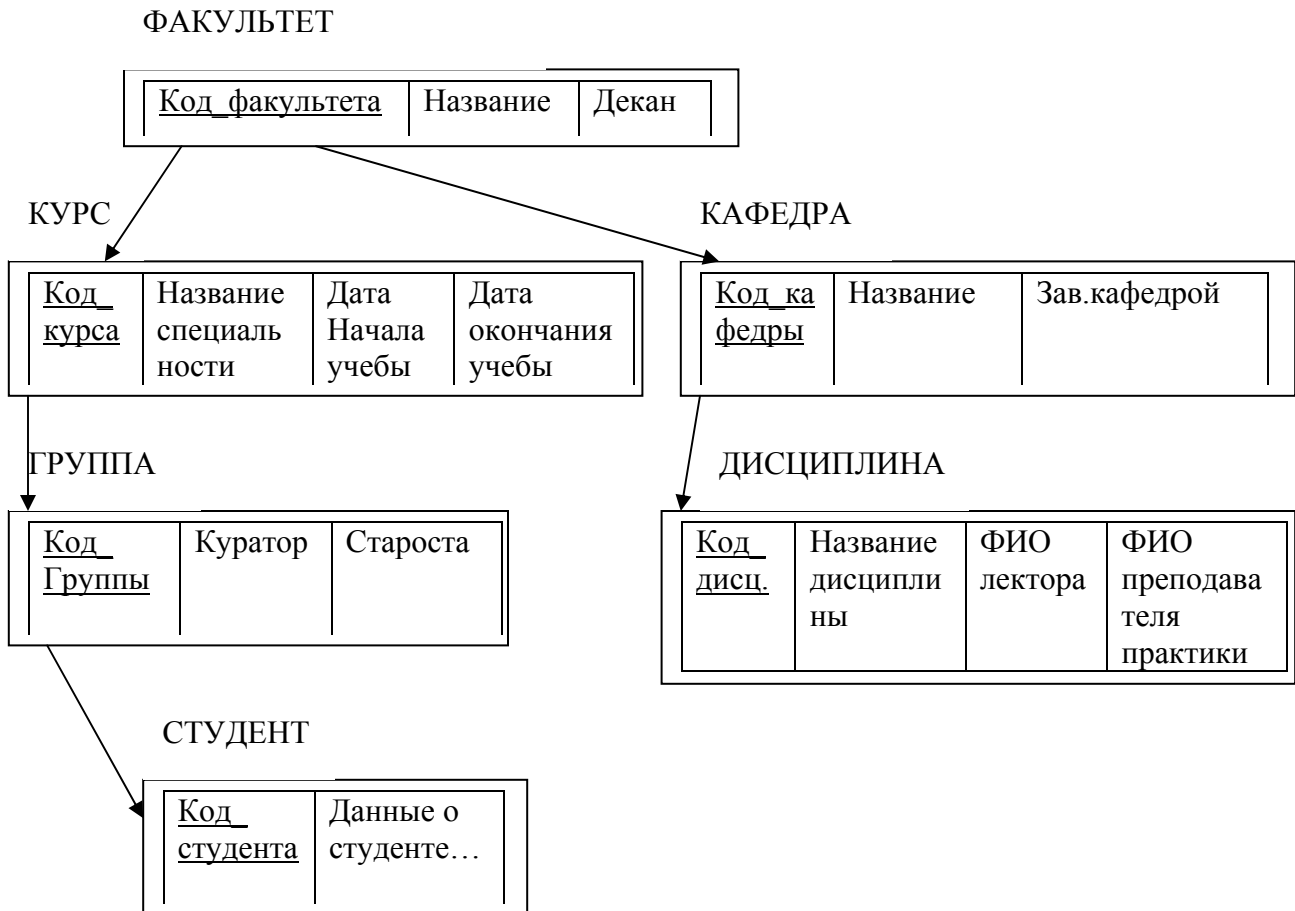 ФАКУЛЬТЕТ
Код_факультета Название Декан
КУРС
КАФЕДРА
Код_
курса
Название
специаль
ности
Дата
Начала
учебы
Дата
окончания
учебы
Код_ка
федры
Название
Зав.кафедрой
ГРУППА
ДИСЦИПЛИНА
Код_
Группы
Куратор
Староста
Код_
дисц.
Название
дисципли
ны
ФИО
лектора
ФИО
преподава
теля
практики
СТУДЕНТ
Код_
студента
Данные о
студенте…